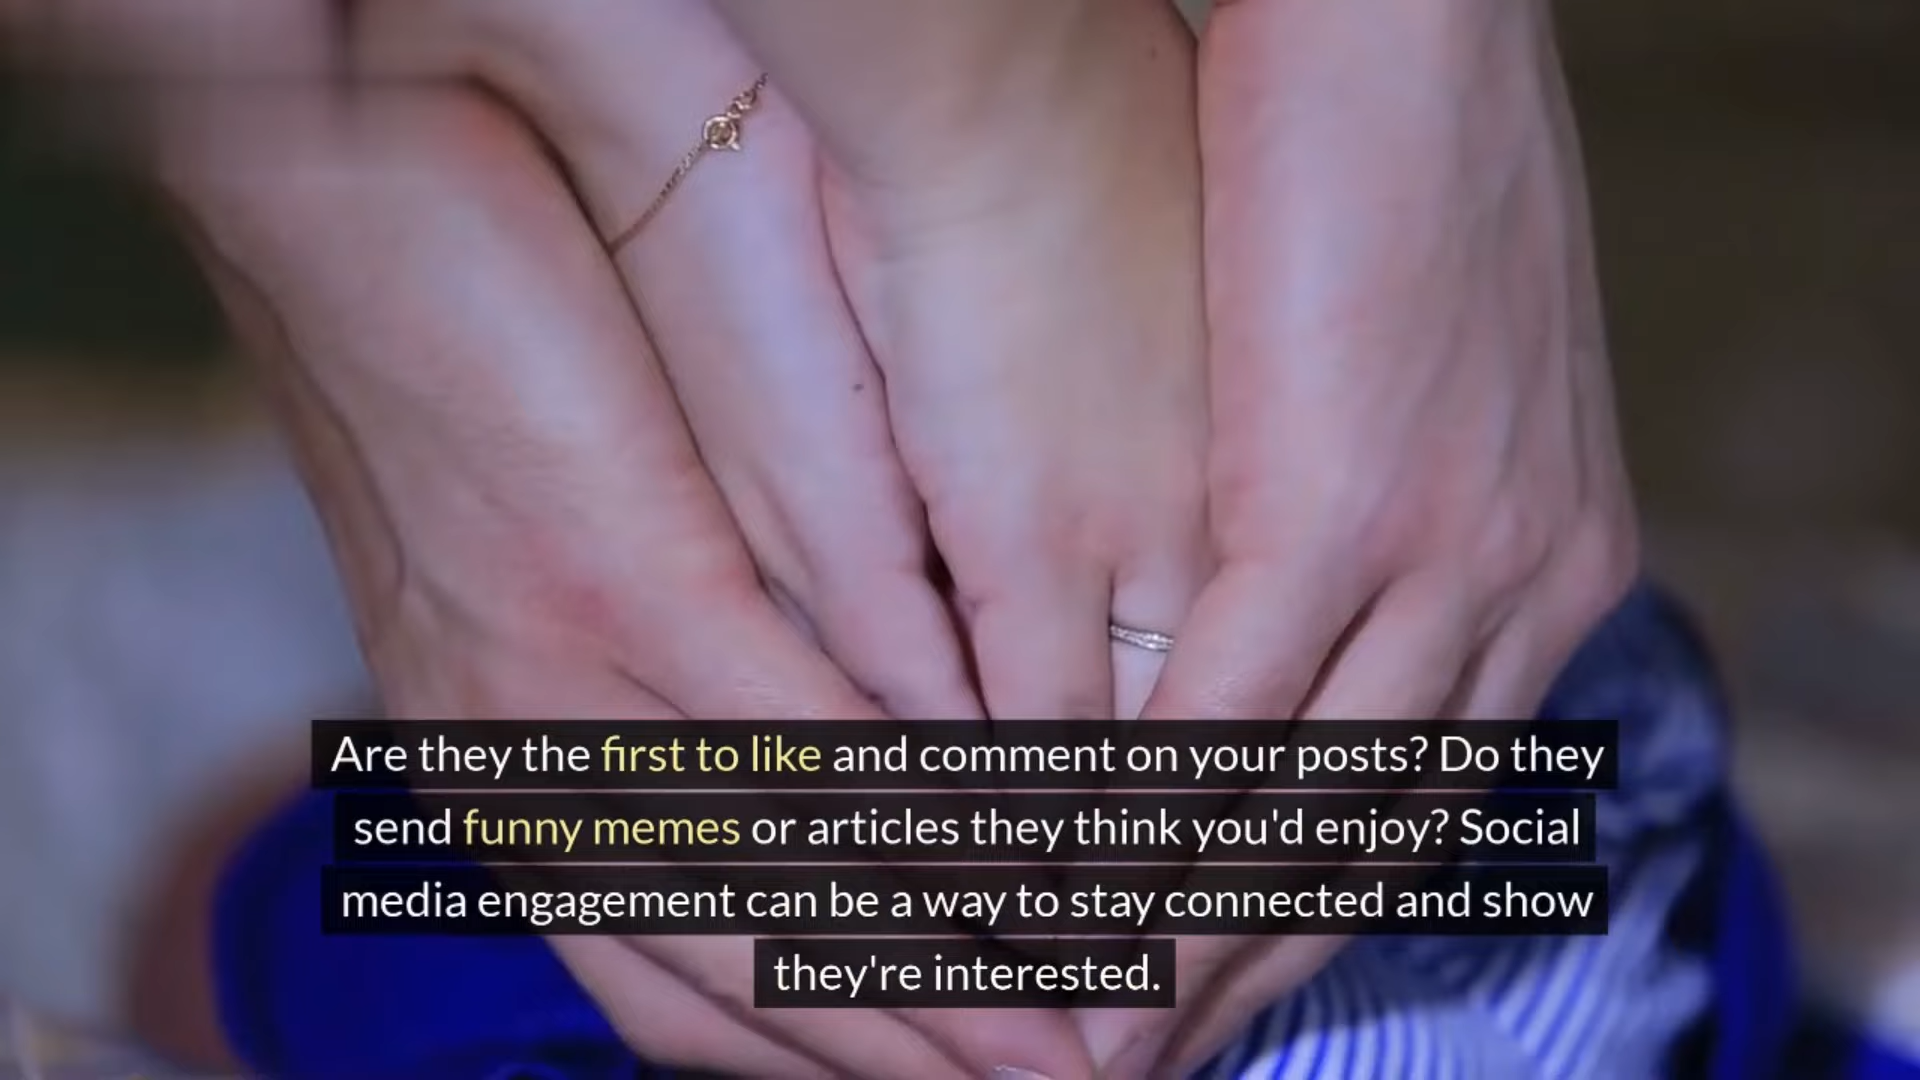 Are they the first to like and comment on your posts? Do they
send funny memes or articles they think you'd enjoy? Social
media engagement can be a way to stay connected and show
they're interested.